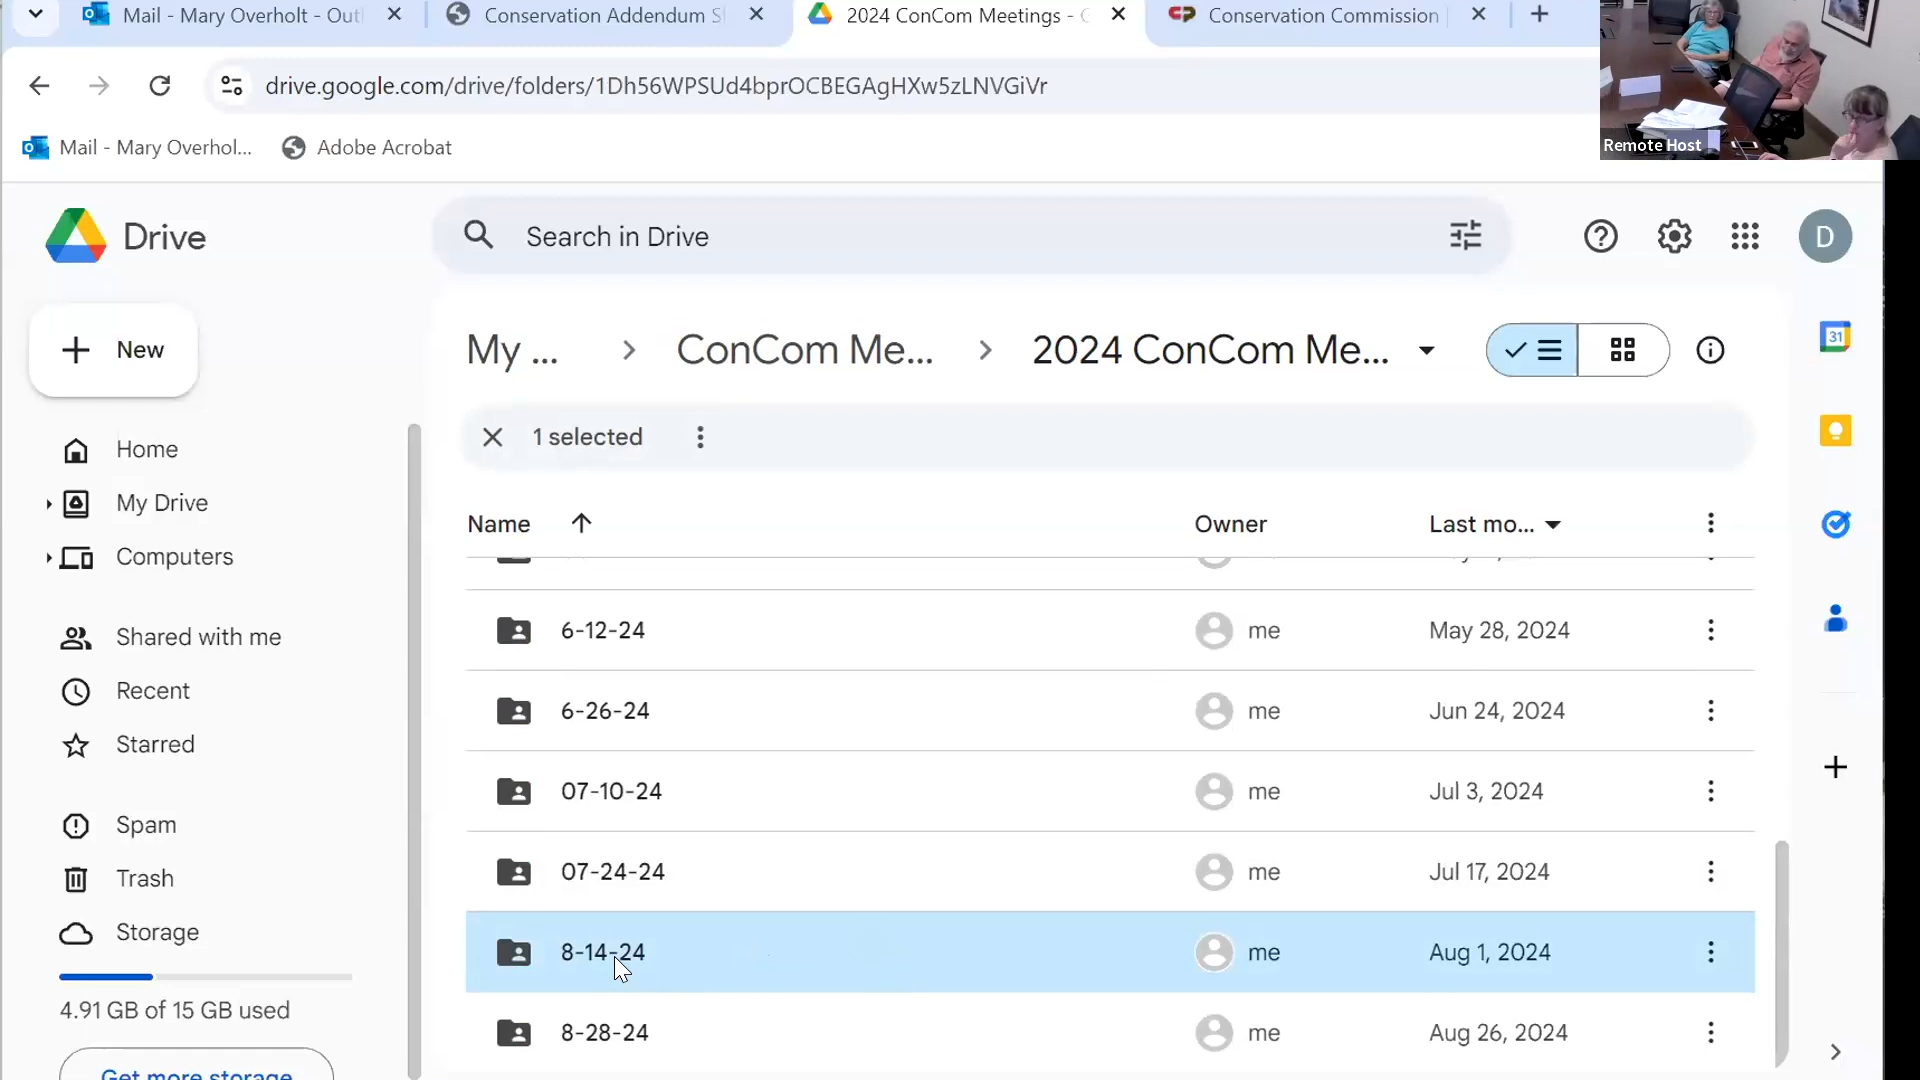 Mail - Mary Overholt - Outl
Conservation Addendum S
2024 ConCom Meetings -
Conservation Commission
drive.google.com/drive/folders/1Dh56WPSUd4bprOCBEGAgHXw5zLNVGiVr
Mail - Mary Overhol...
Adobe Acrobat
Remote Host
Drive
Search in Drive
D
New
My ...
ConCom Me...
2024 ConCom Me...
31
1 selected
Home
My Drive
Computers
Shared with me
Recent
Starred
Spam
Trash
Storage
4.91 GB of 15 GB used
Get more storage
Name
Owner
Last mo...
6-12-24 me May 28, 2024
6-26-24 me Jun 24, 2024
07-10-24 me Jul 3, 2024
07-24-24 me Jul 17, 2024
8-14-24 me Aug 1, 2024
8-28-24 me Aug 26, 2024